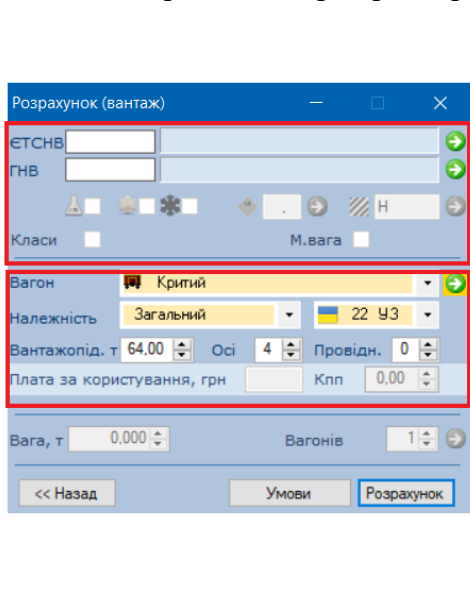 Розрахунок (вантаж)
ЄТСНВ
ГНВ
. Н
Класи М.вага
Вагон Критий
Належність Загальний 22 УЗ
Вантажопід. т 64,00 Осі 4 Провідн. 0
Плата за користування, грн Кпп 0,00
Вага, т 0,000 Вагонів 1
<< Назад Умови Розрахунок